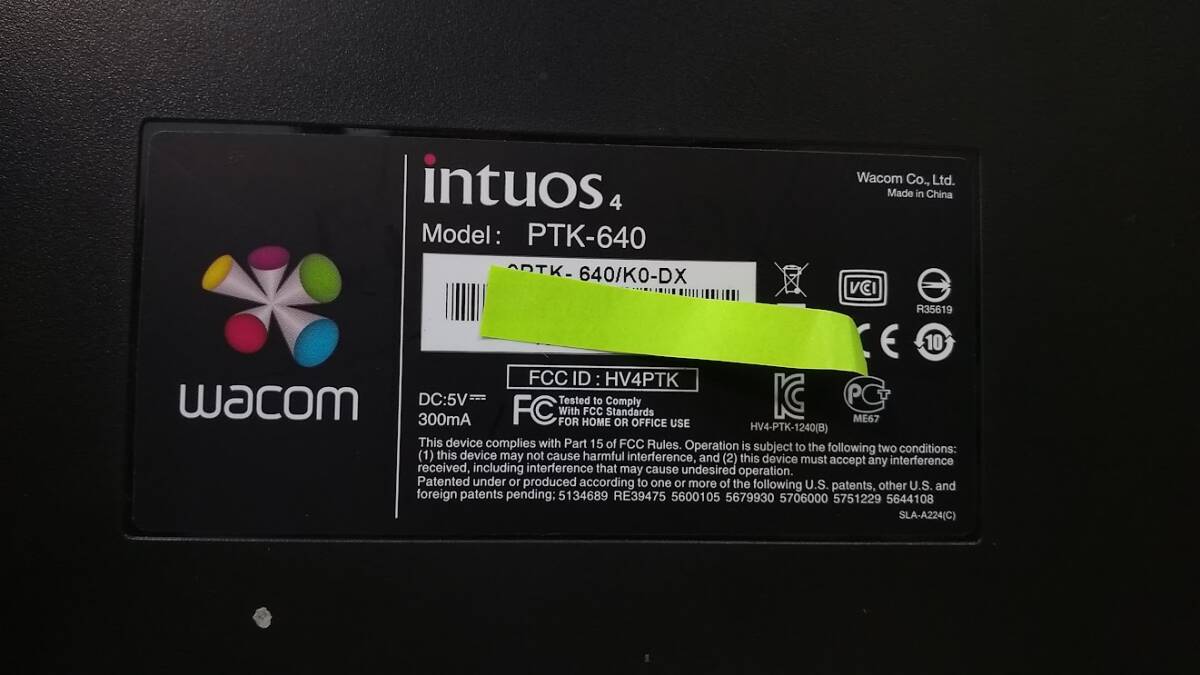 intuos4
Wacom Co., Ltd.
Made in China
Model: PTK-640
640/K0-DX
VCI
R35619
CE
10
FCC ID : HV4PTK
DC:5V
300mA
FC Tested to Comply
With FCC Standards
FOR HOME OR OFFICE USE
HV4-PTK-1240(B)
ME67
wacom
This device complies with Part 15 of FCC Rules. Operation is subject to the following two conditions:
(1) this device may not cause harmful interference, and (2) this device must accept any interference
received, including interference that may cause undesired operation.
Patented under or produced according to one or more of the following U.S. patents, other U.S. and
foreign patents pending; 5134689 RE39475 5600105 5679930 5706000 5751229 5644108
SLA-A224(C)